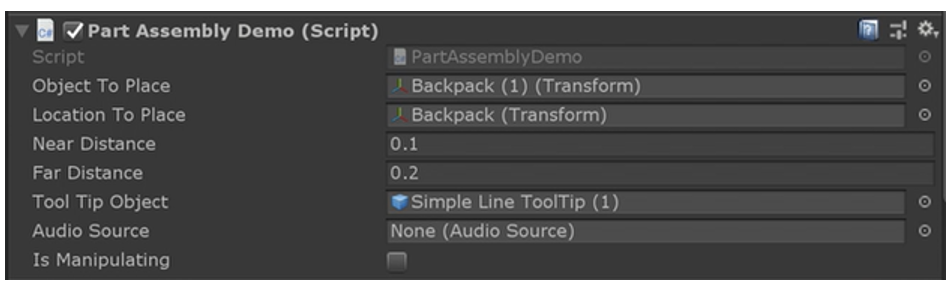 Part Assembly Demo (Script)
Script PartAssemblyDemo
Object To Place Backpack (1) (Transform)
Location To Place Backpack (Transform)
Near Distance 0.1
Far Distance 0.2
Tool Tip Object Simple Line ToolTip (1)
Audio Source None (Audio Source)
Is Manipulating